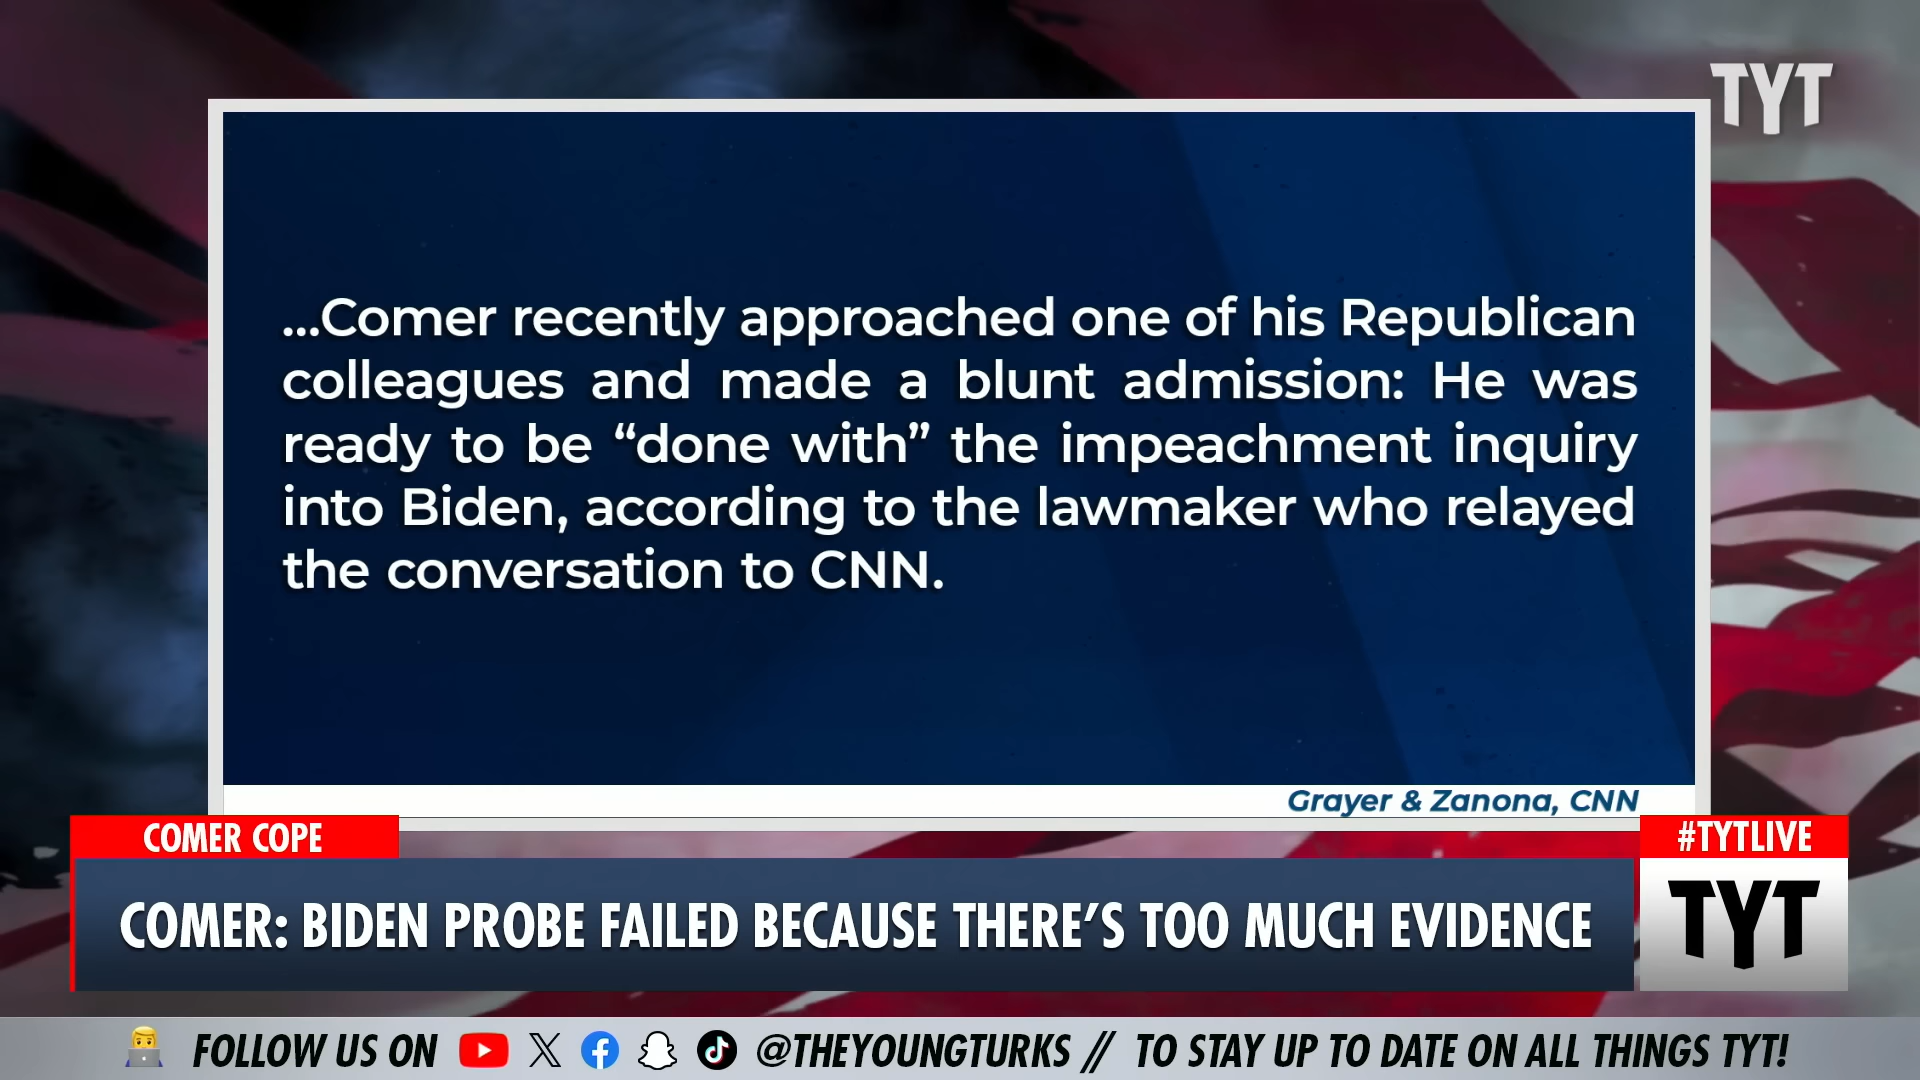 TYT
...Comer recently approached one of his Republican
colleagues and made a blunt admission: He was
ready to be “done with” the impeachment inquiry
into Biden, according to the lawmaker who relayed
the conversation to CNN.
Grayer & Zanona, CNN
COMER COPE
#TYTLIVE
COMER: BIDEN PROBE FAILED BECAUSE THERE’S TOO MUCH EVIDENCE
TYT
FOLLOW US ON @THEYOUNGTURKS // TO STAY UP TO DATE ON ALL THINGS TYT!